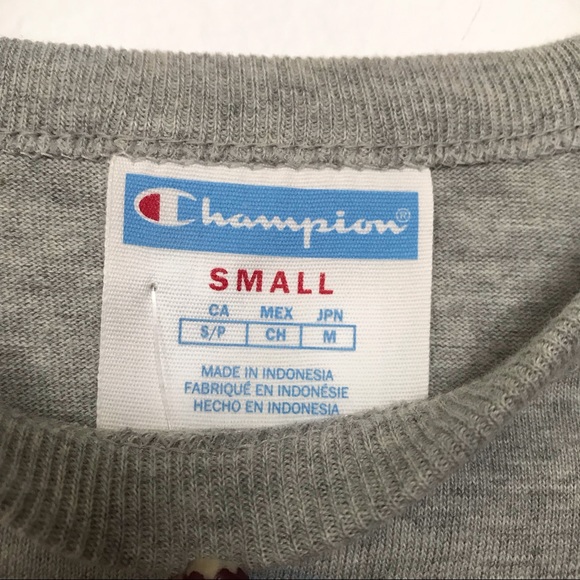 Champion®
SMALL
CA MEX JPN
S/P CH M
MADE IN INDONESIA
FABRIQUÉ EN INDONÉSIE
HECHO EN INDONESIA